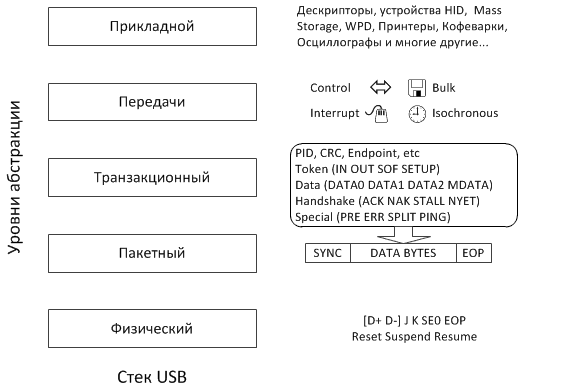 Прикладной
Дескрипторы, устройства HID, Mass
Storage, WPD, Принтеры, Кофеварки,
Осциллографы и многие другие...
Уровни абстракции
Передачи
Control Bulk
Interrupt Isochronous
Транзакционный
PID, CRC, Endpoint, etc
Token (IN OUT SOF SETUP)
Data (DATA0 DATA1 DATA2 MDATA)
Handshake (ACK NAK STALL NYET)
Special (PRE ERR SPLIT PING)
Пакетный
SYNC DATA BYTES EOP
Физический
[D+ D-] J K SE0 EOP
Reset Suspend Resume
Стек USB